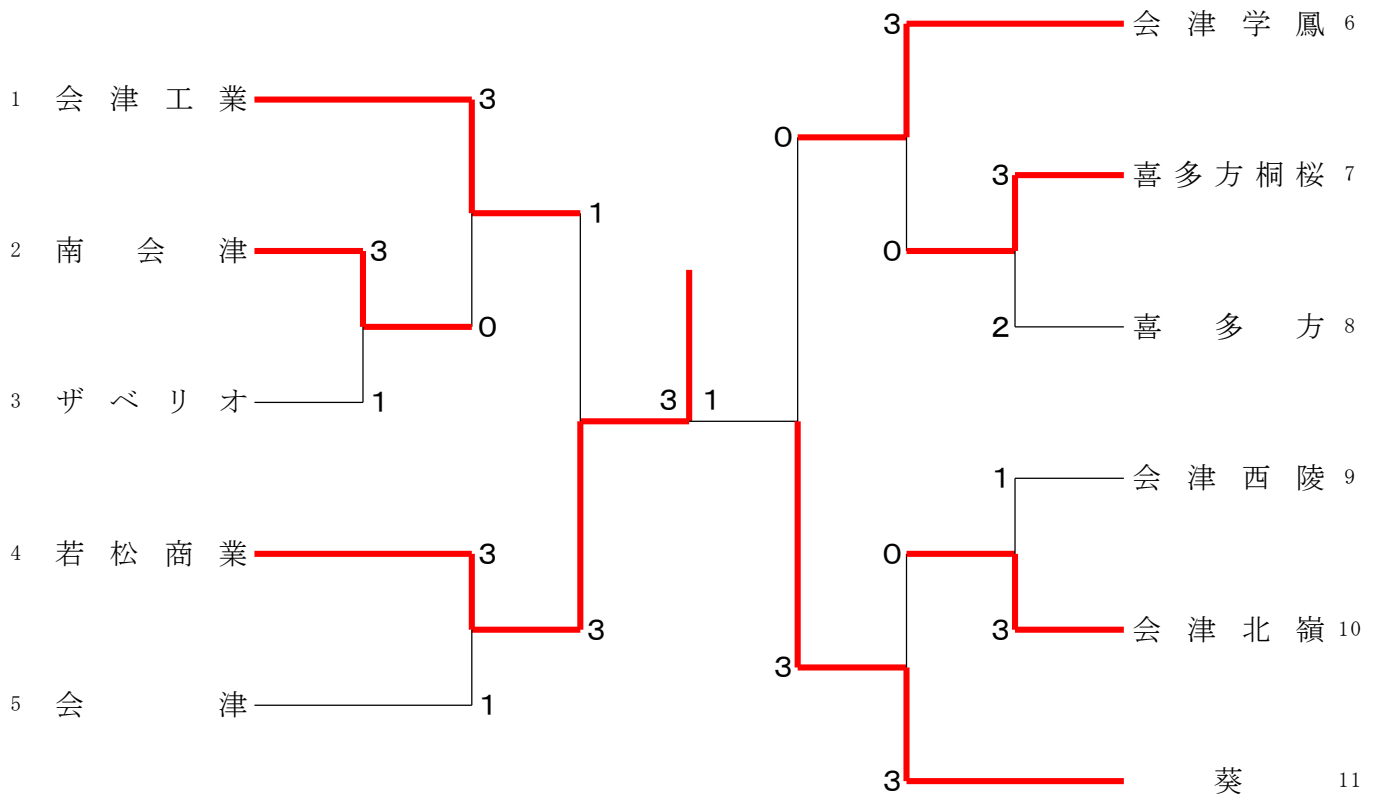 1 会津工業 3
2 南会津 3
0
3 ザベリオ 1
1
4 若松商業 3
3
5 会津 1
3 1
3 会津学鳳 6
0
3 喜多方桐桜 7
0
2 喜多方 8
1 会津西陵 9
0
3 会津北嶺 10
3
3 葵 11